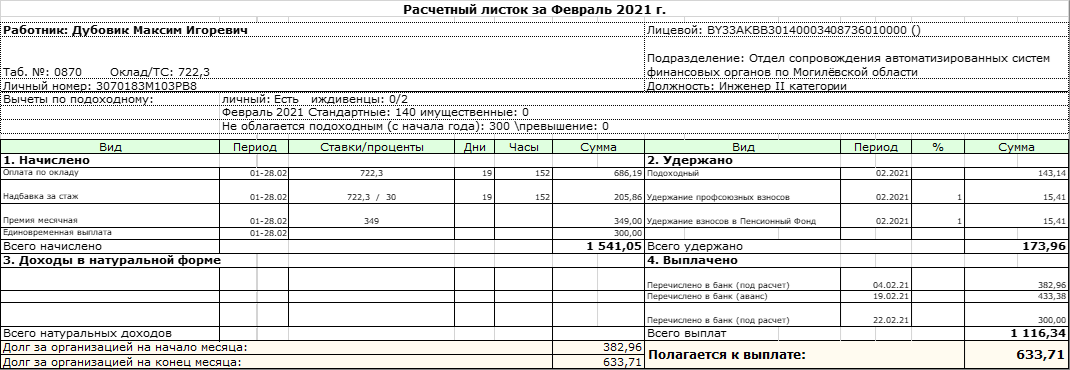 Расчетный листок за Февраль 2021 г.
Работник: Дубовик Максим Игоревич
Лицевой: BY33AKBB30140003408736010000 ()
Таб. №: 0870 Оклад/ТС: 722,3
Подразделение: Отдел сопровождения автоматизированных систем
финансовых органов по Могилёвской области
Личный номер: 3070183M103PB8
Должность: Инженер II категории
Вычеты по подоходному: личный: Есть иждивенцы: 0/2
Февраль 2021 Стандартные: 140 имущественные: 0
Не облагается подоходным (с начала года): 300 \превышение: 0
Вид Период Ставки/проценты Дни Часы Сумма Вид Период % Сумма
1. Начислено 2. Удержано
Оплата по окладу 01-28.02 722,3 19 152 686,19 Подоходный 02.2021 143,14
Надбавка за стаж 01-28.02 722,3 / 30 19 152 205,86 Удержание профсоюзных взносов 02.2021 1 15,41
Премия месячная 01-28.02 349 349,00 Удержание взносов в Пенсионный Фонд 02.2021 1 15,41
Единовременная выплата 01-28.02 300,00
Всего начислено 1 541,05 Всего удержано 173,96
3. Доходы в натуральной форме 4. Выплачено
Перечислено в банк (под расчет) 04.02.21 382,96
Перечислено в банк (аванс) 19.02.21 433,38
Перечислено в банк (под расчет) 22.02.21 300,00
Всего натуральных доходов Всего выплат 1 116,34
Долг за организацией на начало месяца: 382,96
Долг за организацией на конец месяца: 633,71
Полагается к выплате: 633,71